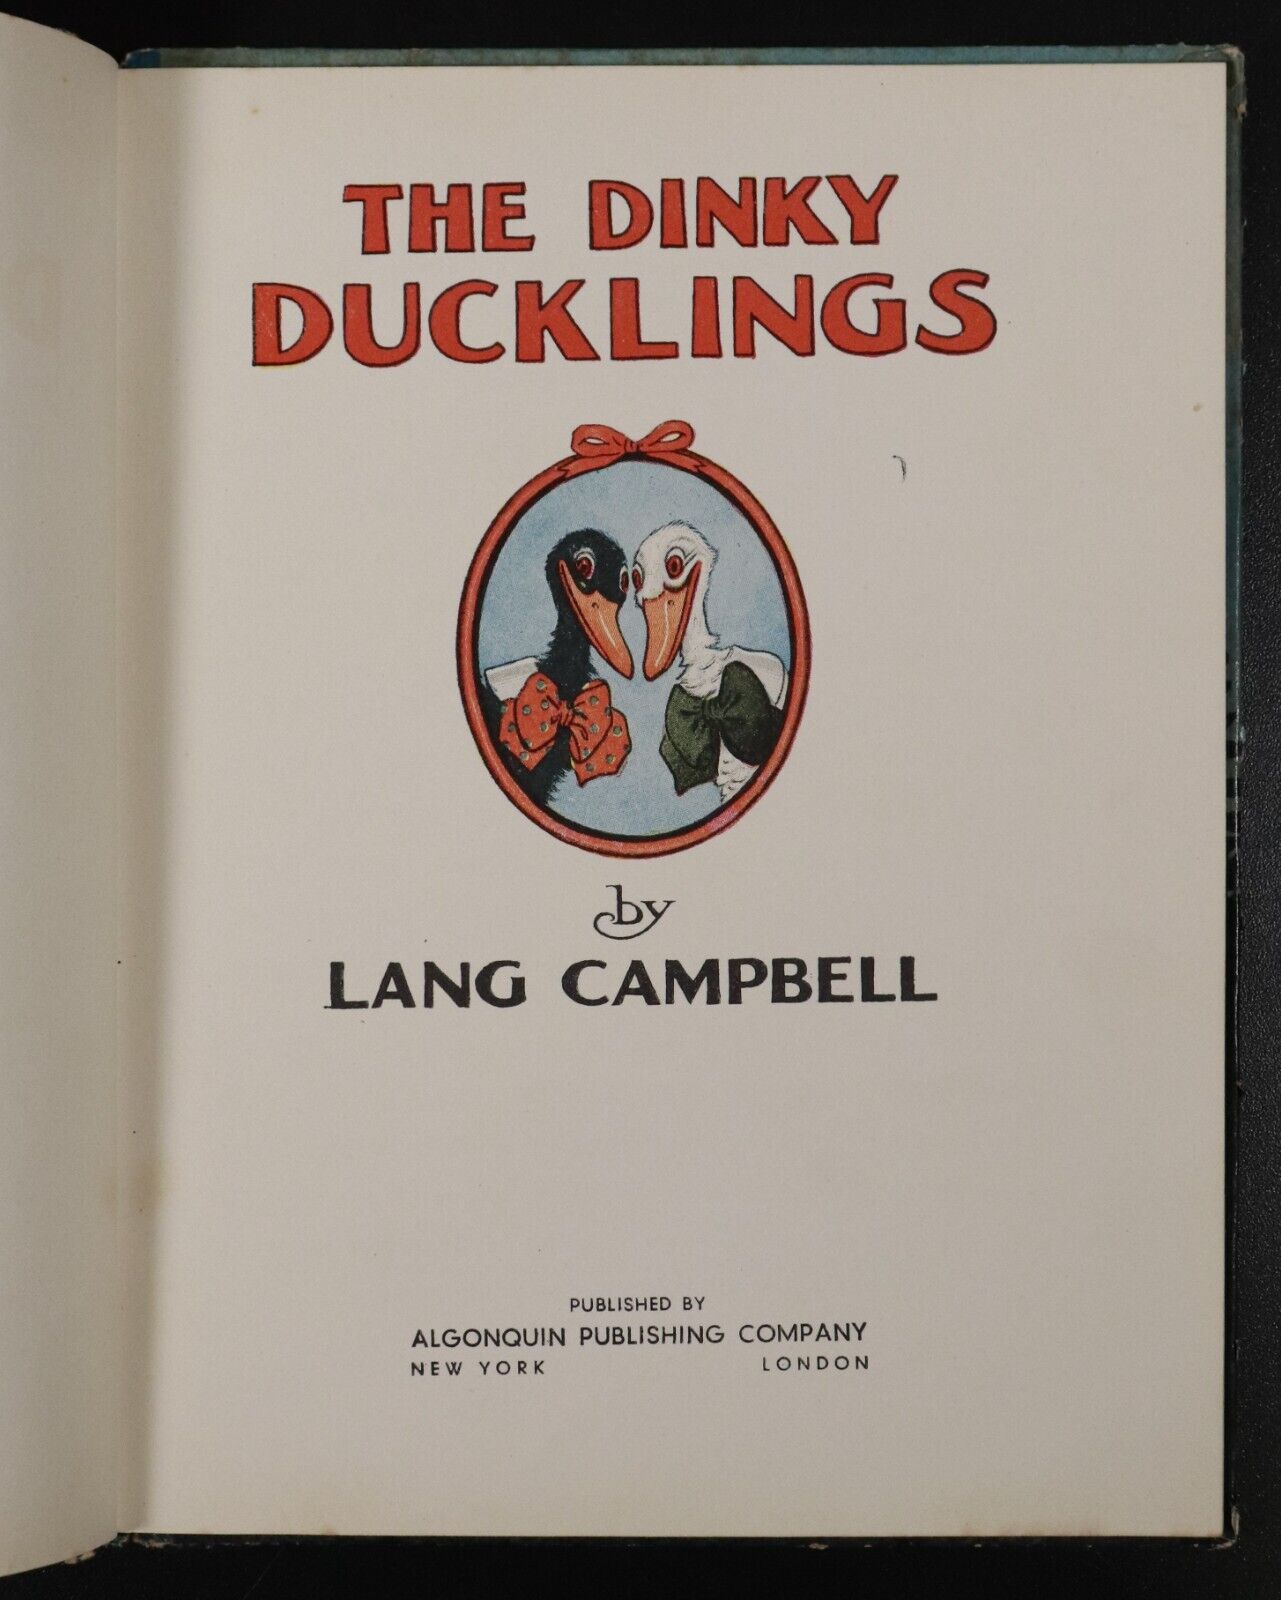 THE DINKY
DUCKLINGS
by
LANG CAMPBELL
PUBLISHED BY
ALGONQUIN PUBLISHING COMPANY
NEW YORK LONDON